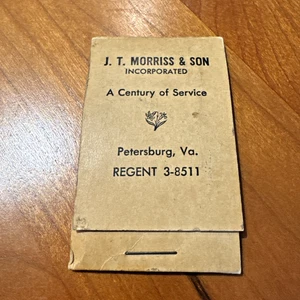 J. T. MORRISS & SON
INCORPORATED
A Century of Service
Petersburg, Va.
REGENT 3-8511